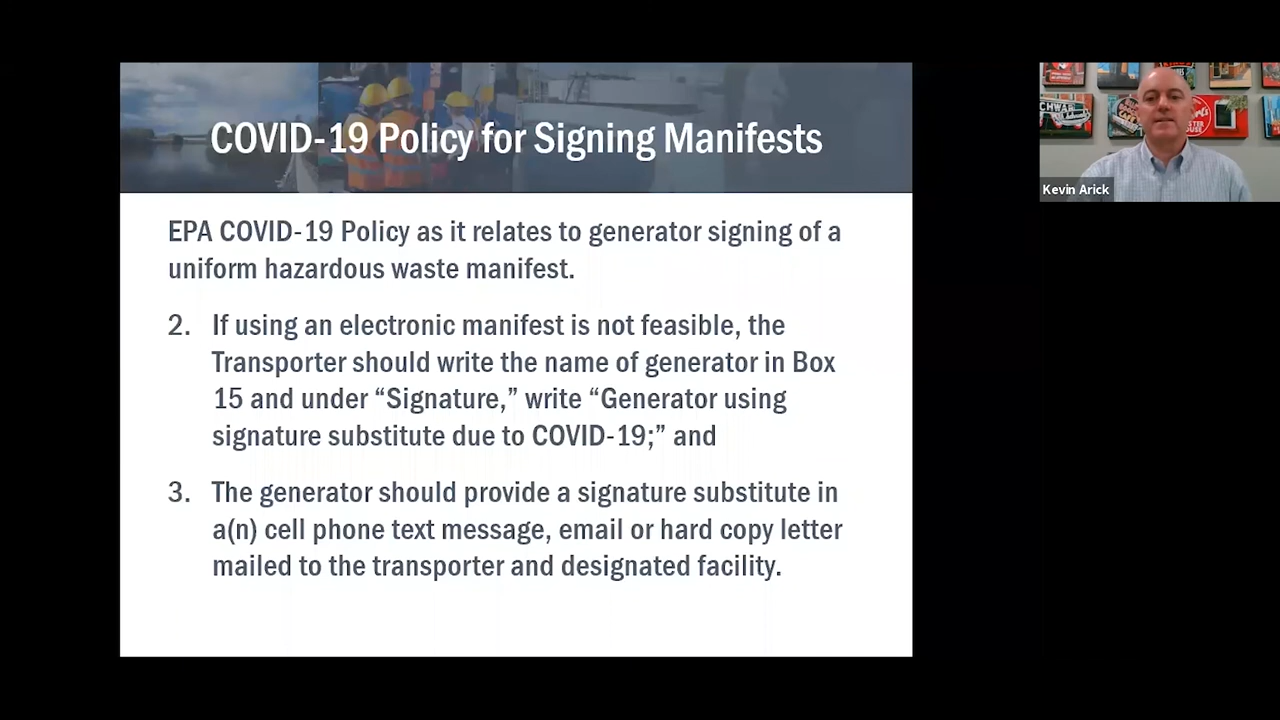 COVID-19 Policy for Signing Manifests
EPA COVID-19 Policy as it relates to generator signing of a
uniform hazardous waste manifest.
2. If using an electronic manifest is not feasible, the
Transporter should write the name of generator in Box
15 and under “Signature,” write “Generator using
signature substitute due to COVID-19;” and
3. The generator should provide a signature substitute in
a(n) cell phone text message, email or hard copy letter
mailed to the transporter and designated facility.
Kevin Arick